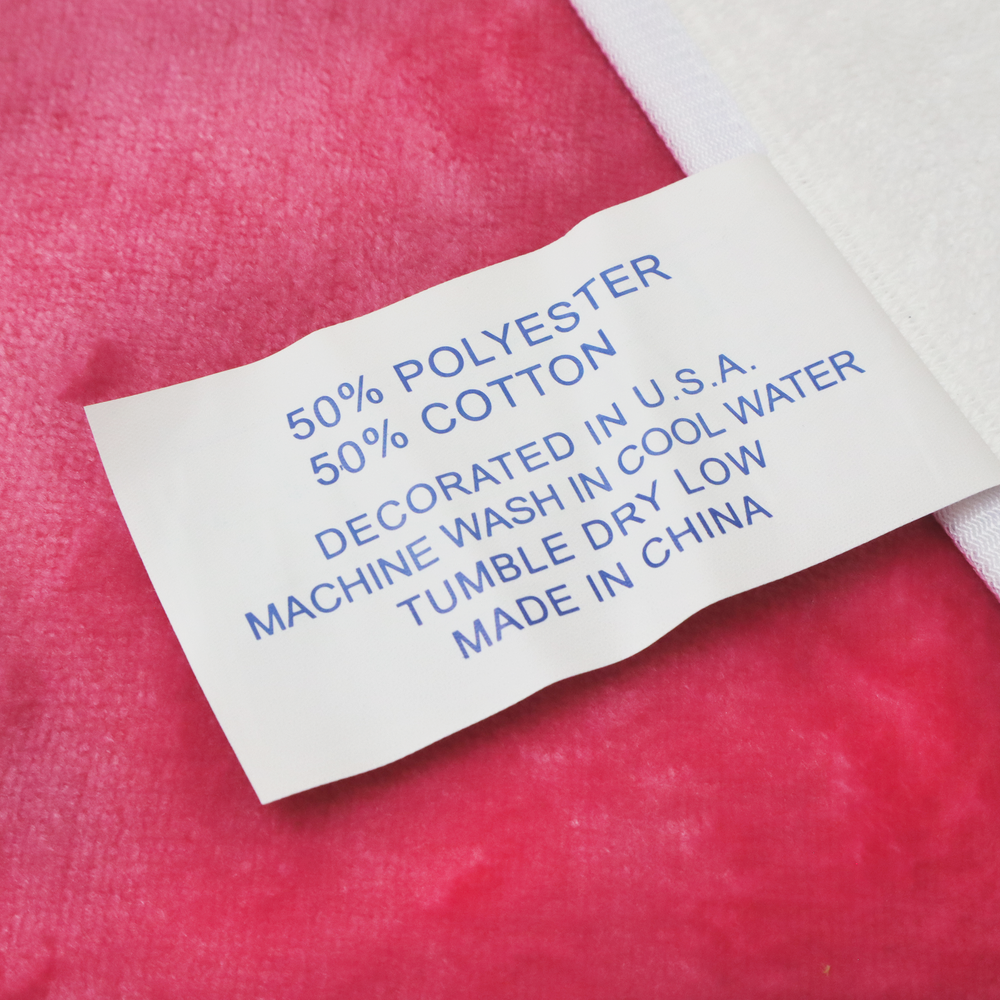 50% POLYESTER
50% COTTON
DECORATED IN U.S.A.
MACHINE WASH IN COOL WATER
TUMBLE DRY LOW
MADE IN CHINA